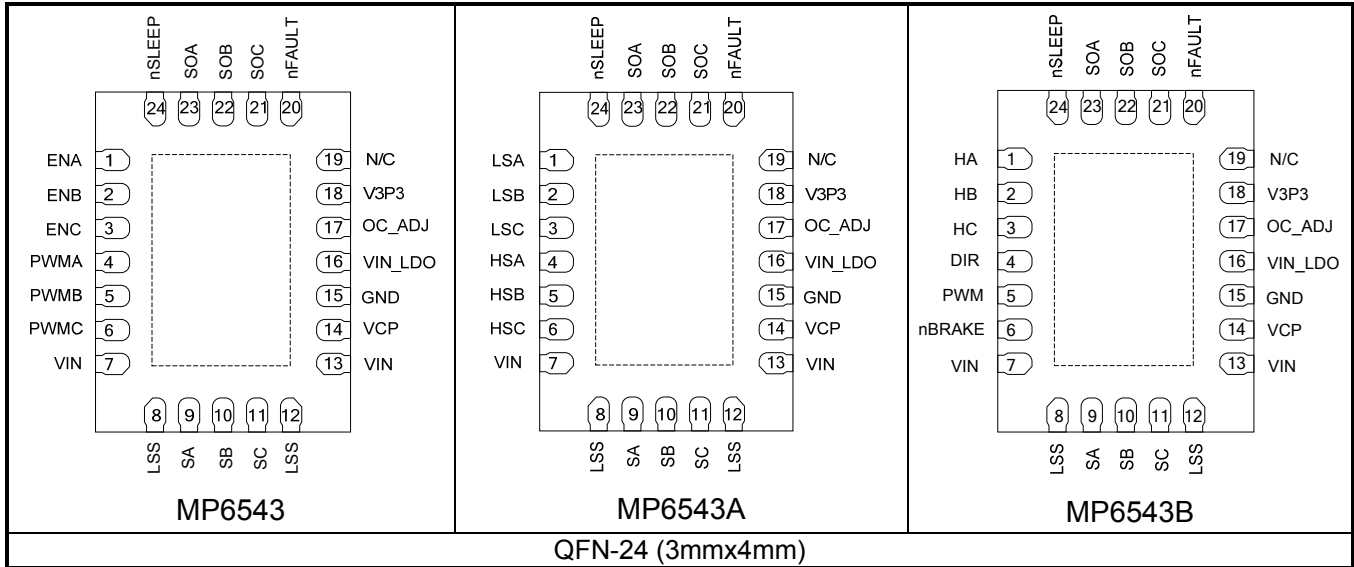 nSLEEP SOA SOB SOC nFAULT
24 23 22 21 20
ENA 1 19 N/C
ENB 2 18 V3P3
ENC 3 17 OC_ADJ
PWMA 4 16 VIN_LDO
PWMB 5 15 GND
PWMC 6 14 VCP
VIN 7 13 VIN
8 9 10 11 12
LSS SA SB SC LSS
MP6543
nSLEEP SOA SOB SOC nFAULT
24 23 22 21 20
LSA 1 19 N/C
LSB 2 18 V3P3
LSC 3 17 OC_ADJ
HSA 4 16 VIN_LDO
HSB 5 15 GND
HSC 6 14 VCP
VIN 7 13 VIN
8 9 10 11 12
LSS SA SB SC LSS
MP6543A
nSLEEP SOA SOB SOC nFAULT
24 23 22 21 20
HA 1 19 N/C
HB 2 18 V3P3
HC 3 17 OC_ADJ
DIR 4 16 VIN_LDO
PWM 5 15 GND
nBRAKE 6 14 VCP
VIN 7 13 VIN
8 9 10 11 12
LSS SA SB SC LSS
MP6543B
QFN-24 (3mmx4mm)